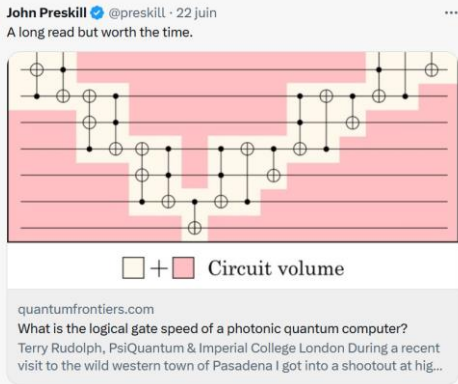 John Preskill @preskill · 22 juin
A long read but worth the time.
+ Circuit volume
quantumfrontiers.com
What is the logical gate speed of a photonic quantum computer?
Terry Rudolph, PsiQuantum & Imperial College London During a recent
visit to the wild western town of Pasadena I got into a shootout at hig...